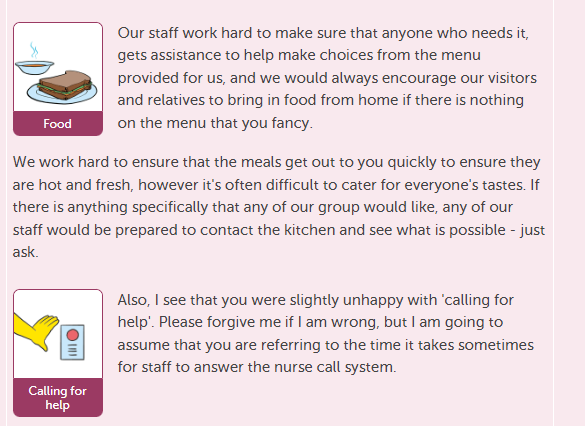 Our staff work hard to make sure that anyone who needs it,
gets assistance to help make choices from the menu
provided for us, and we would always encourage our visitors
and relatives to bring in food from home if there is nothing
on the menu that you fancy.
Food
We work hard to ensure that the meals get out to you quickly to ensure they
are hot and fresh, however it's often difficult to cater for everyone's tastes. If
there is anything specifically that any of our group would like, any of our
staff would be prepared to contact the kitchen and see what is possible - just
ask.
Also, I see that you were slightly unhappy with 'calling for
help'. Please forgive me if I am wrong, but I am going to
assume that you are referring to the time it takes sometimes
for staff to answer the nurse call system.
Calling for
help